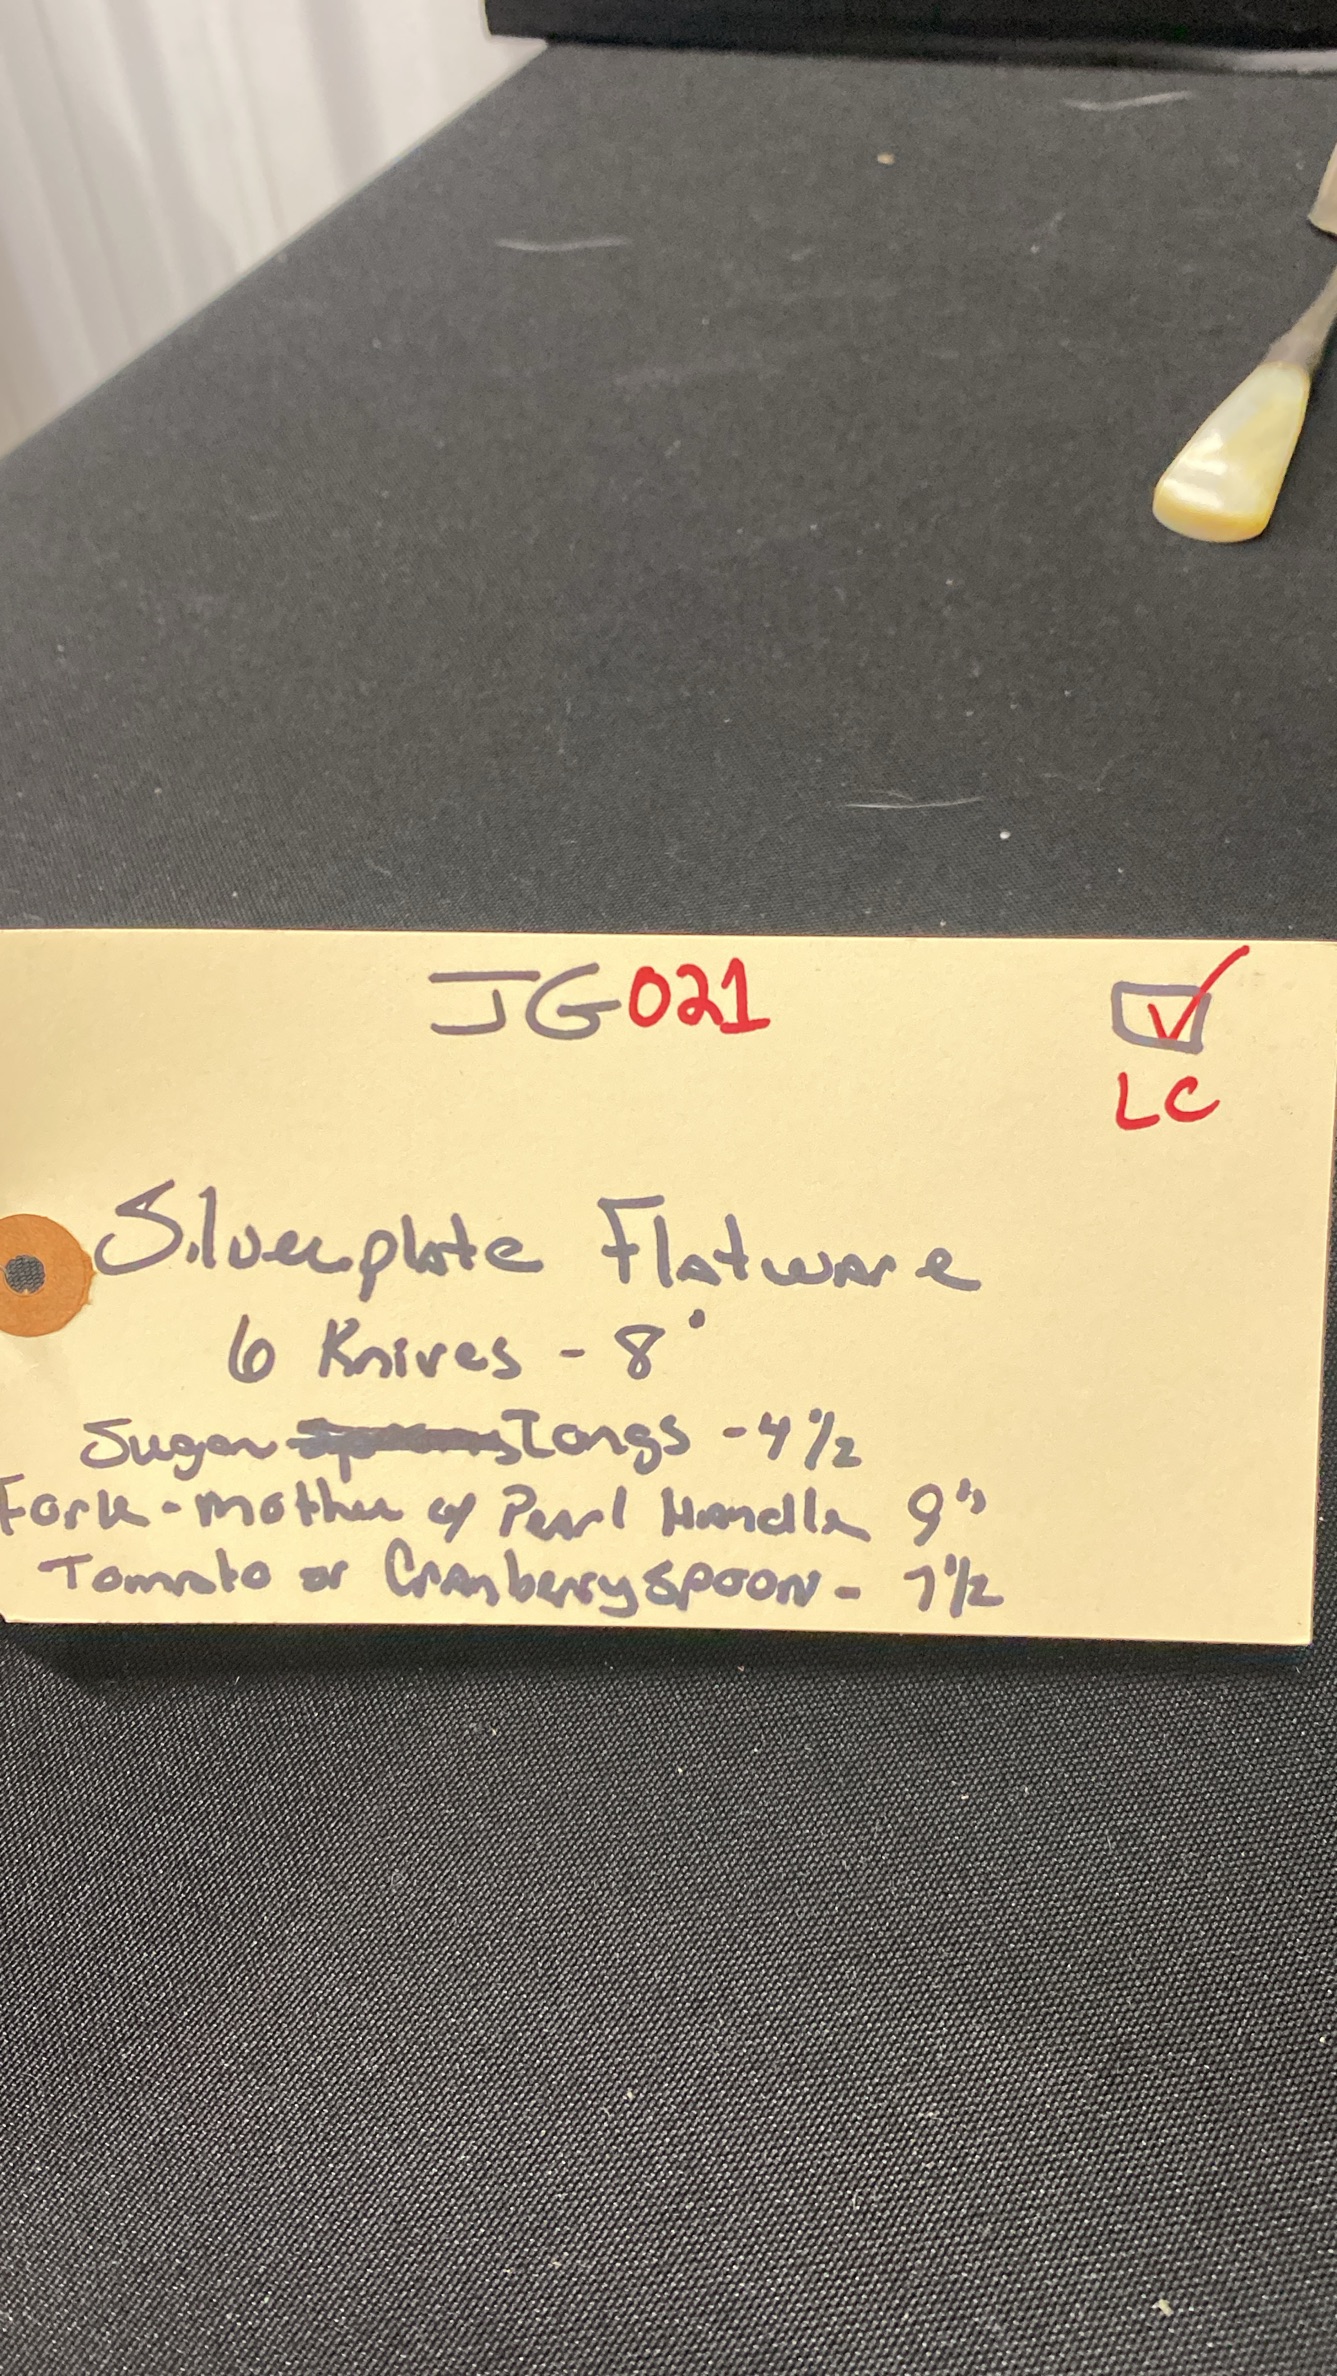 JG021
LC
Silverplate Flatware
6 Knives - 8"
Sugar Tongs - 4 1/2
Fork - mother of Pearl Handle 9"
Tomato or Cranberry spoon - 7 1/2